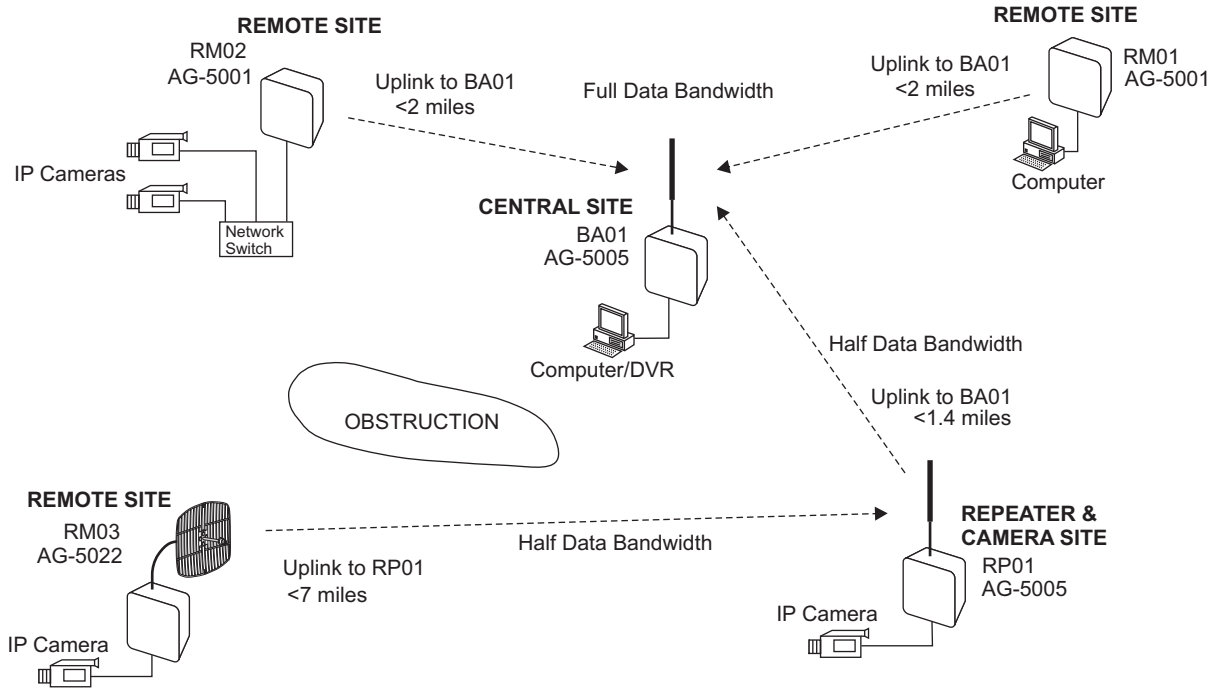 REMOTE SITE
RM02
AG-5001
Uplink to BA01
<2 miles
IP Cameras
Network
Switch
Full Data Bandwidth
REMOTE SITE
RM01
AG-5001
Uplink to BA01
<2 miles
Computer
CENTRAL SITE
BA01
AG-5005
Computer/DVR
OBSTRUCTION
Half Data Bandwidth
Uplink to BA01
<1.4 miles
REMOTE SITE
RM03
AG-5022
Uplink to RP01
<7 miles
Half Data Bandwidth
IP Camera
REPEATER &
CAMERA SITE
RP01
AG-5005
IP Camera